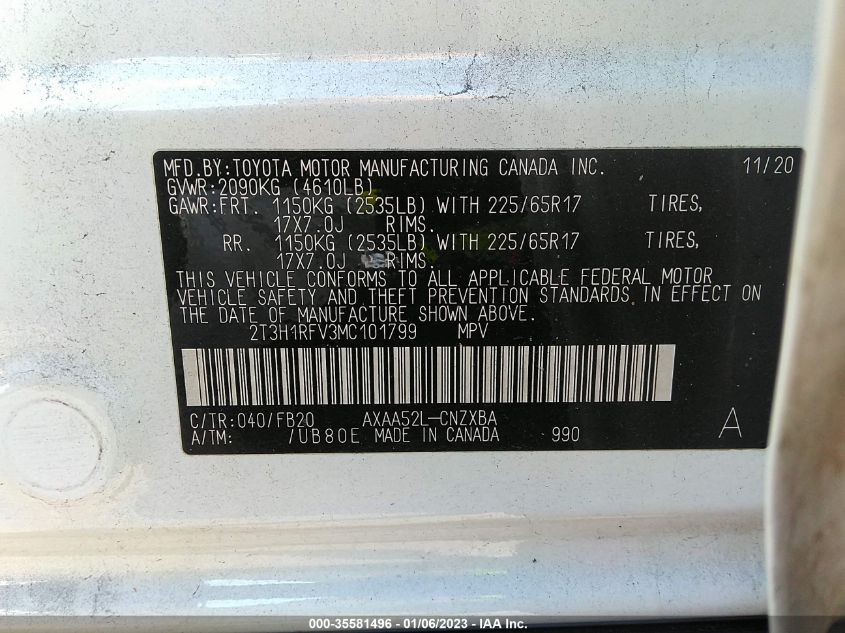 MFD.BY:TOYOTA MOTOR MANUFACTURING CANADA INC. 11/20
GVWR:2090KG (4610LB)
GAWR:FRT. 1150KG (2535LB) WITH 225/65R17 TIRES,
17X7.0J RIMS.
RR. 1150KG (2535LB) WITH 225/65R17 TIRES,
17X7.0J RIMS.
THIS VEHICLE CONFORMS TO ALL APPLICABLE FEDERAL MOTOR
VEHICLE SAFETY AND THEFT PREVENTION STANDARDS IN EFFECT ON
THE DATE OF MANUFACTURE SHOWN ABOVE.
2T3H1RFV3MC101799 MPV
C/TR:040/FB20 AXAA52L-CNZXBA
A/TM: /UB80E MADE IN CANADA 990 A
000-35581496 - 01/06/2023 - IAA Inc.